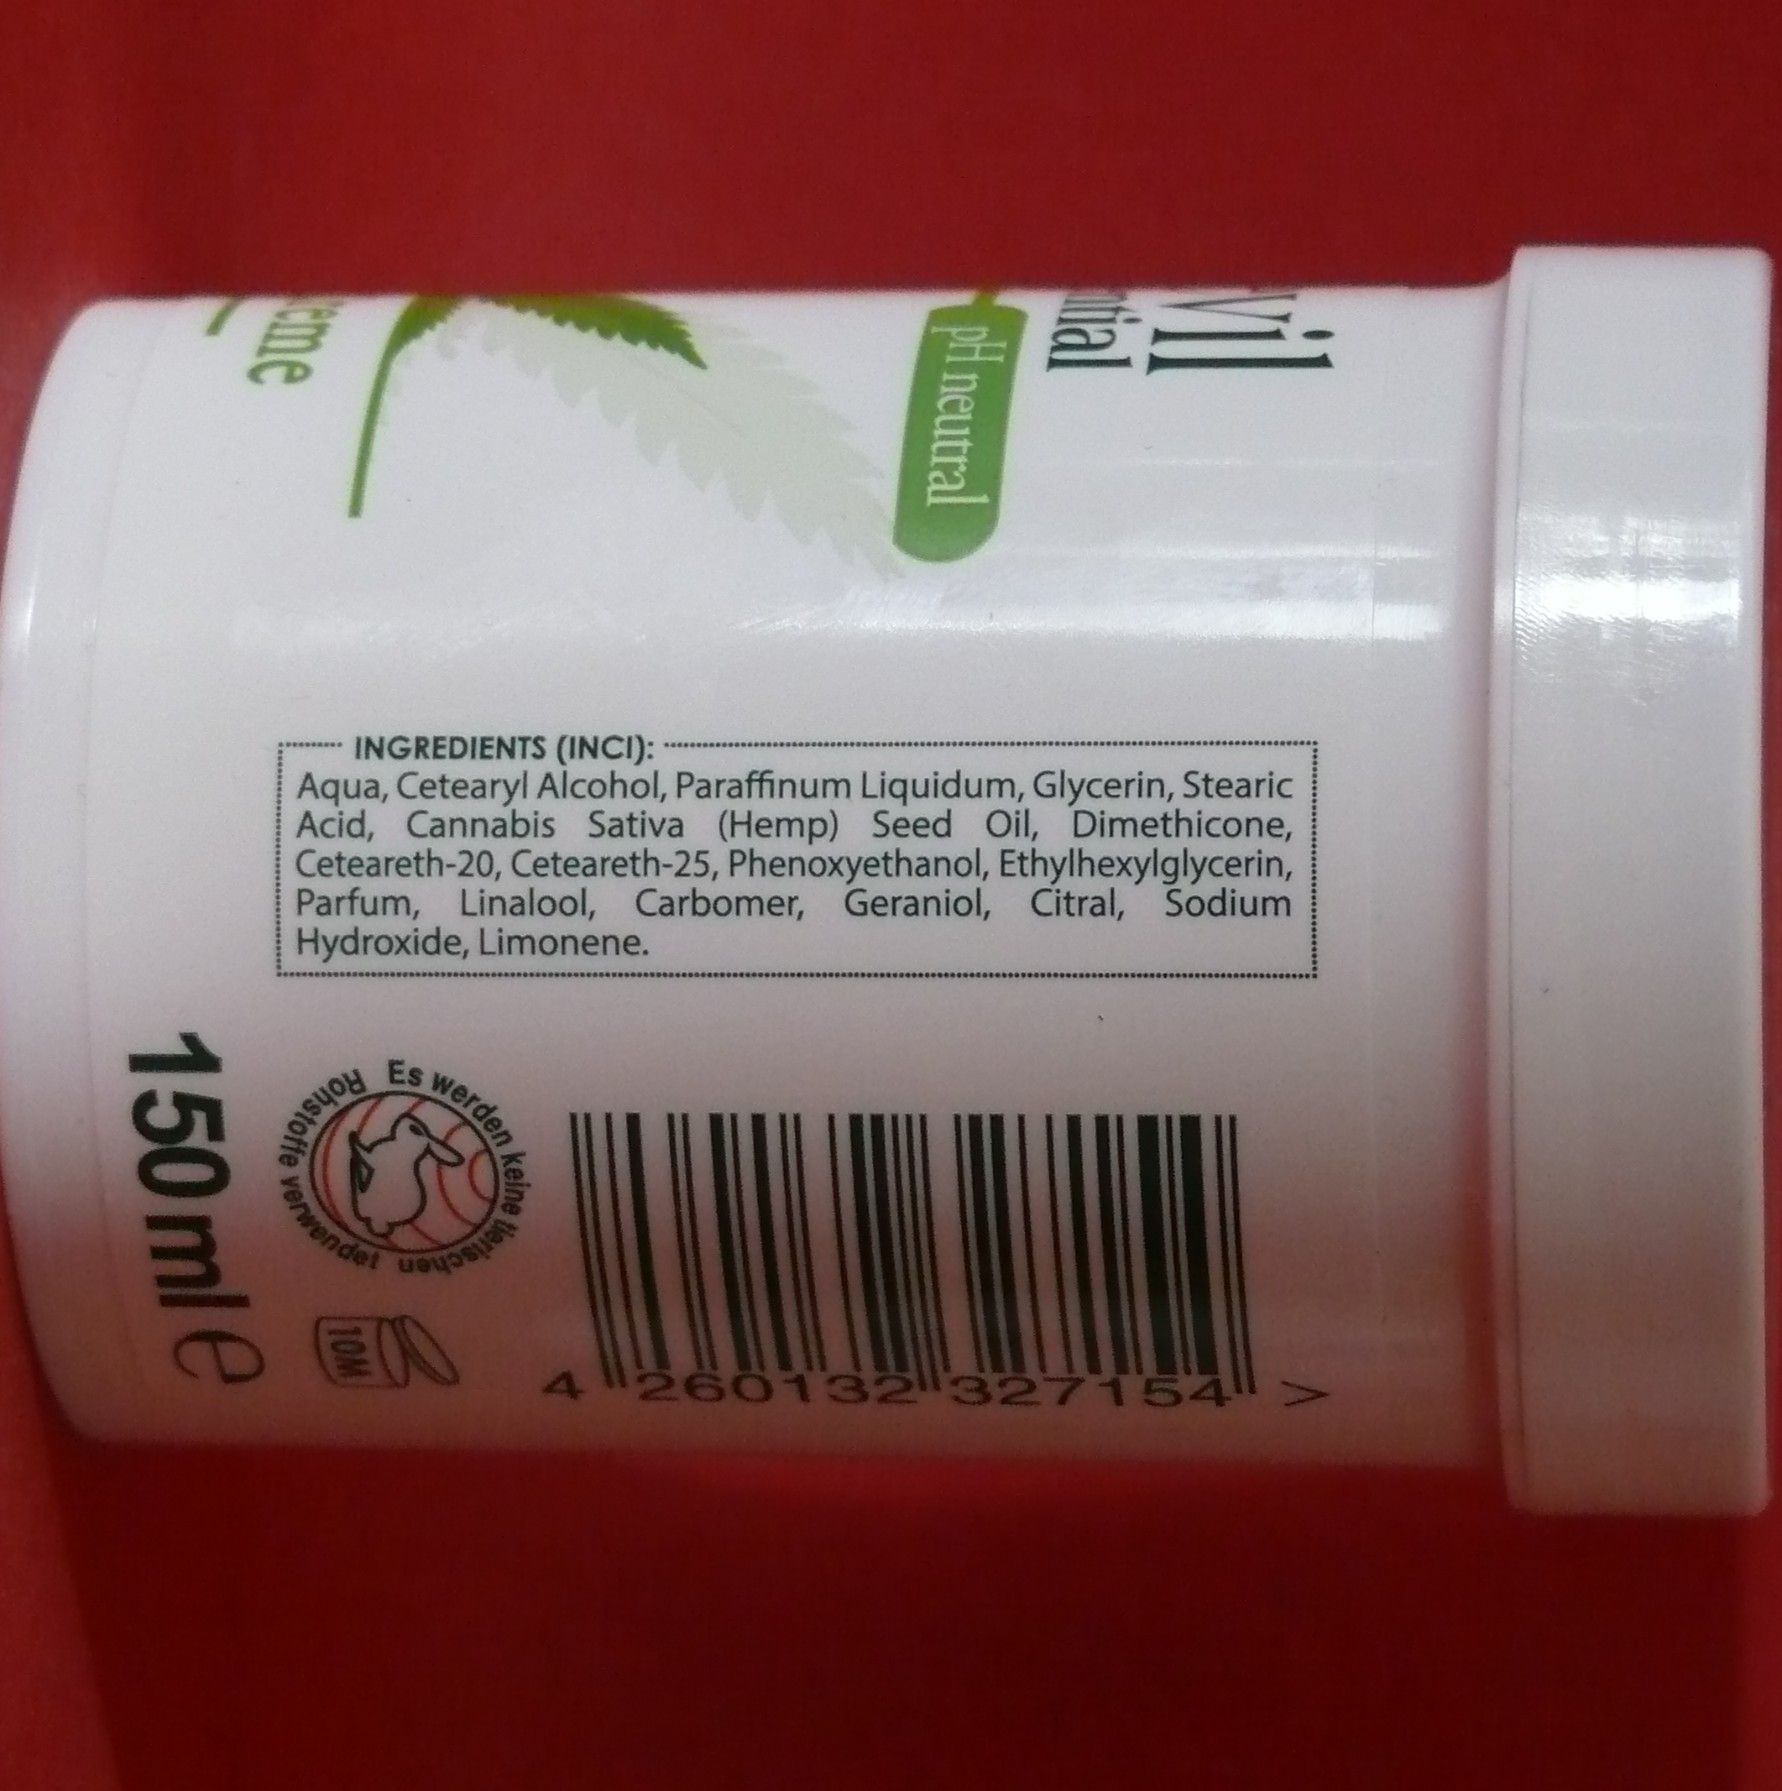 vil
ntial
pH neutral
eme
INGREDIENTS (INCI):
Aqua, Cetearyl Alcohol, Paraffinum Liquidum, Glycerin, Stearic
Acid, Cannabis Sativa (Hemp) Seed Oil, Dimethicone,
Ceteareth-20, Ceteareth-25, Phenoxyethanol, Ethylhexylglycerin,
Parfum, Linalool, Carbomer, Geraniol, Citral, Sodium
Hydroxide, Limonene.
Es werden keine tierischen Rohstoffe verwendet
10M
150 ml e
4 260132 327154 >